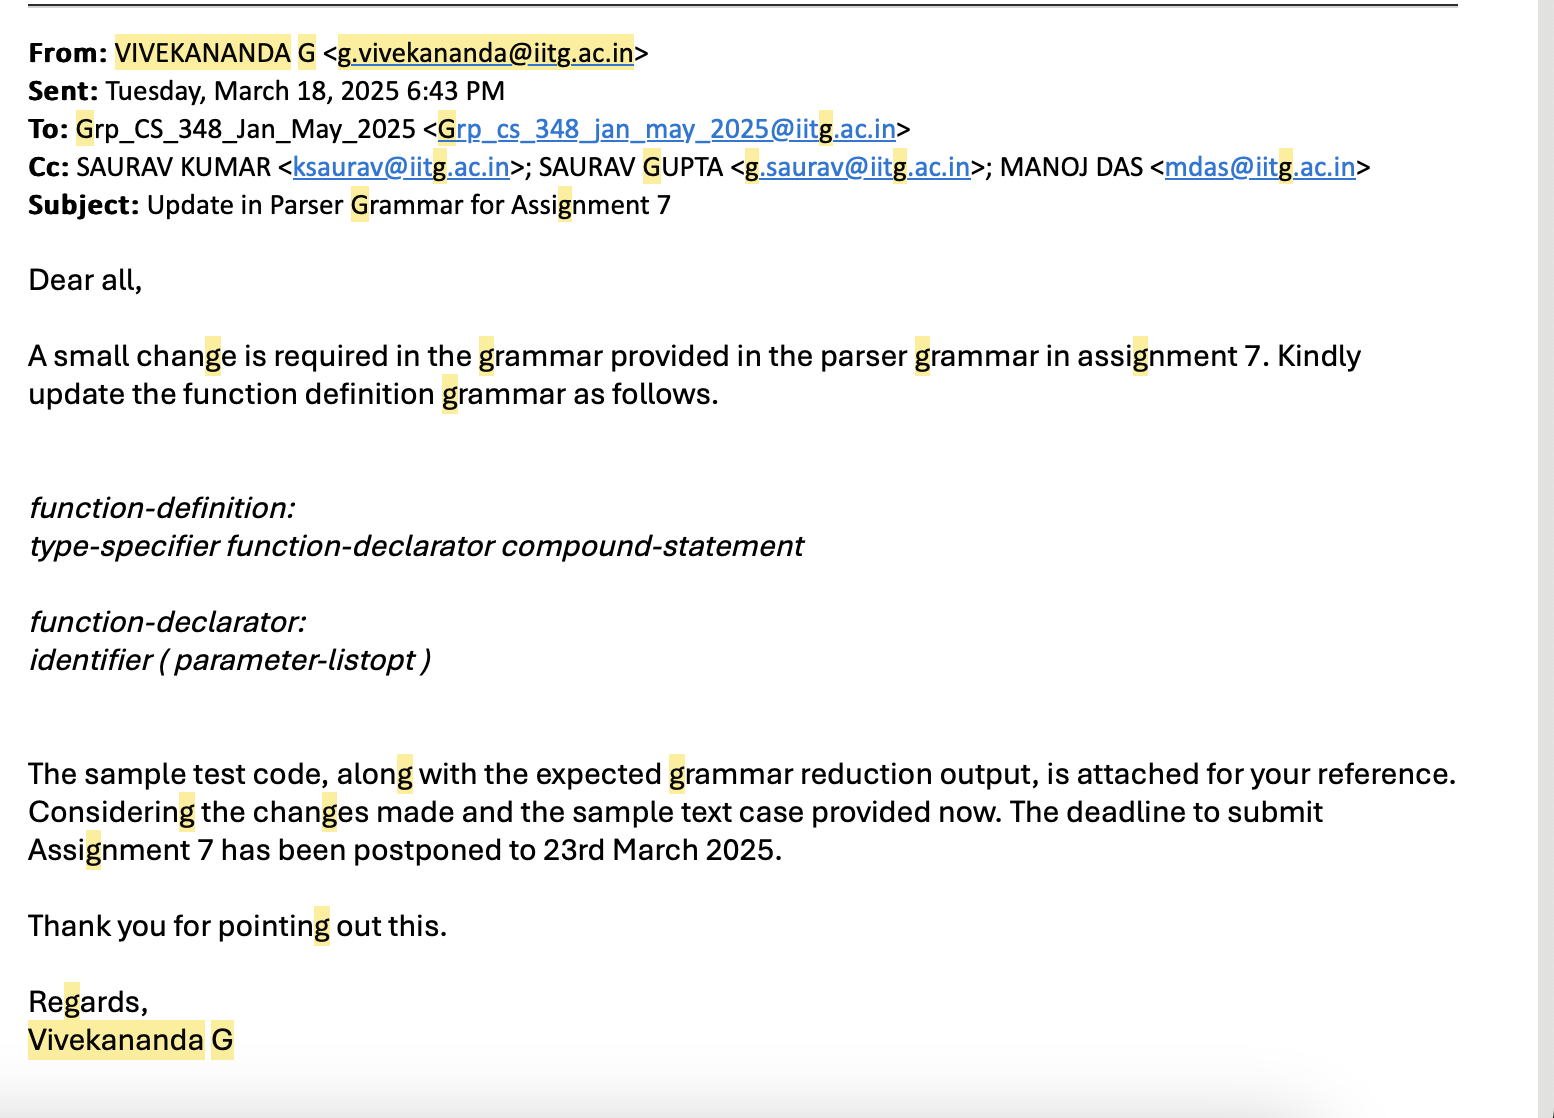 From: VIVEKANANDA G <g.vivekananda@iitg.ac.in>
Sent: Tuesday, March 18, 2025 6:43 PM
To: Grp_CS_348_Jan_May_2025 <Grp_cs_348_jan_may_2025@iitg.ac.in>
Cc: SAURAV KUMAR <ksaurav@iitg.ac.in>; SAURAV GUPTA <g.saurav@iitg.ac.in>; MANOJ DAS <mdas@iitg.ac.in>
Subject: Update in Parser Grammar for Assignment 7
Dear all,
A small change is required in the grammar provided in the parser grammar in assignment 7. Kindly
update the function definition grammar as follows.
function-definition:
type-specifier function-declarator compound-statement
function-declarator:
identifier ( parameter-listopt )
The sample test code, along with the expected grammar reduction output, is attached for your reference.
Considering the changes made and the sample text case provided now. The deadline to submit
Assignment 7 has been postponed to 23rd March 2025.
Thank you for pointing out this.
Regards,
Vivekananda G